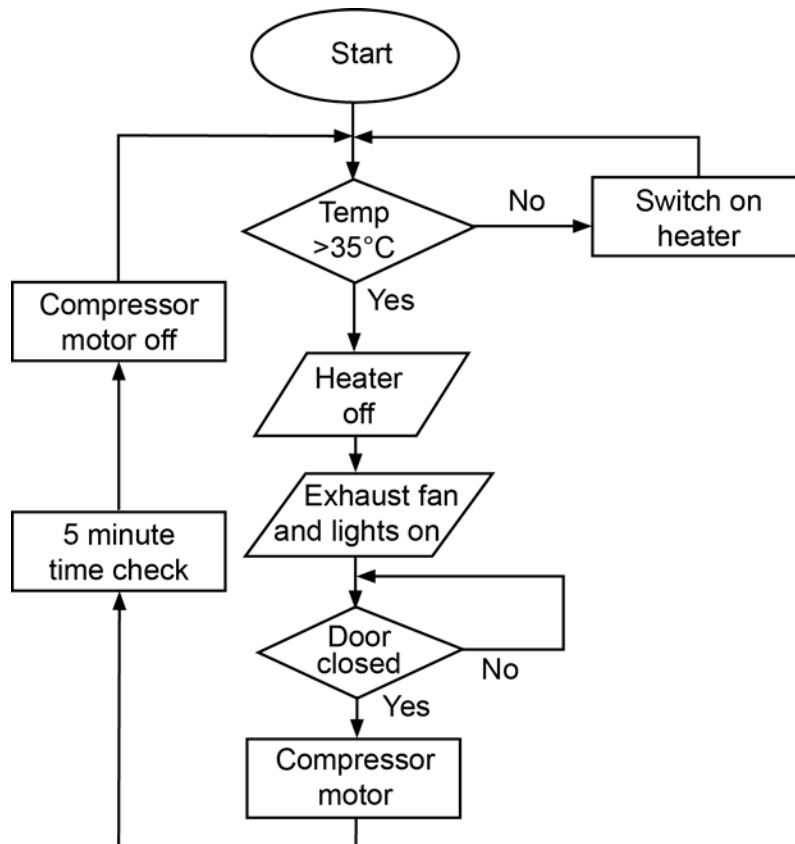 Start
Temp
>35°C
No
Switch on
heater
Yes
Compressor
motor off
Heater
off
Exhaust fan
and lights on
5 minute
time check
Door
closed
No
Yes
Compressor
motor